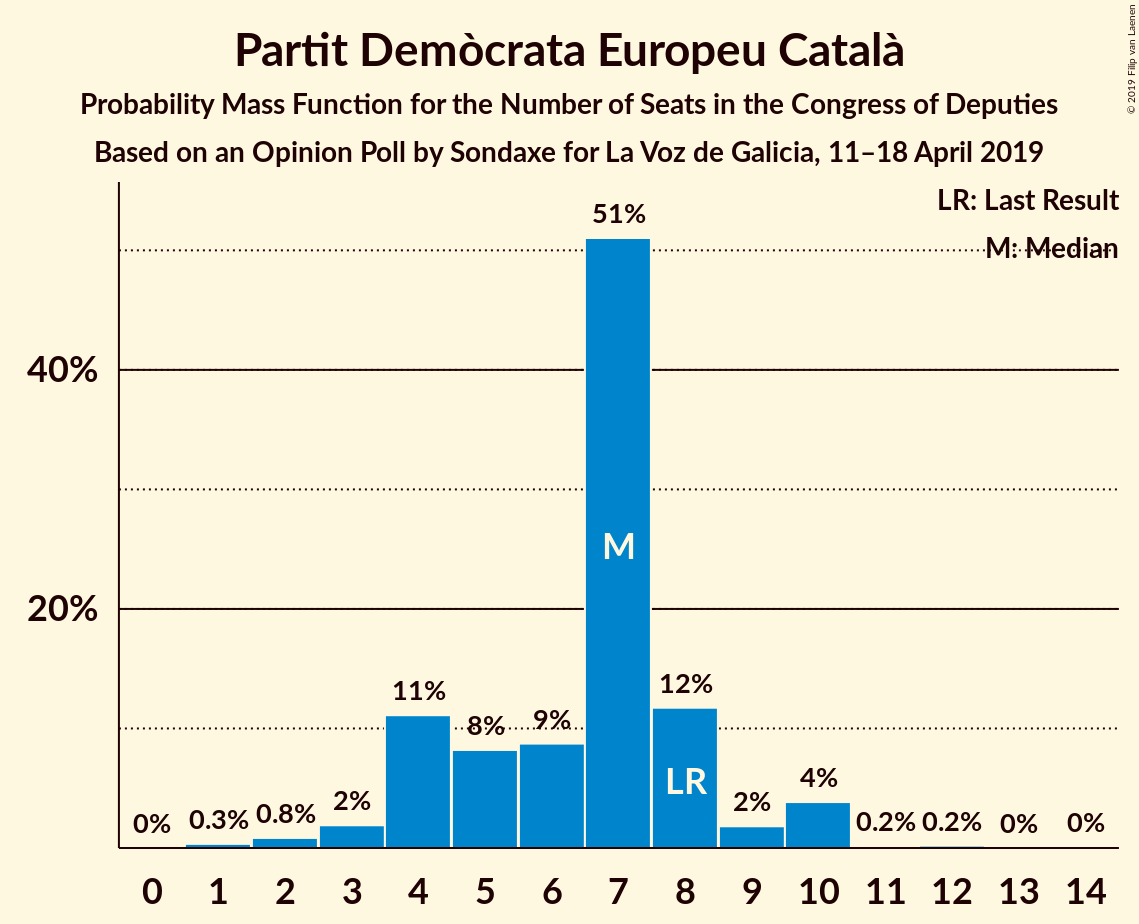 Partit Demòcrata Europeu Català
Probability Mass Function for the Number of Seats in the Congress of Deputies
Based on an Opinion Poll by Sondaxe for La Voz de Galicia, 11–18 April 2019
© 2019 Filip van Laenen
LR: Last Result
M: Median
51%
40%
20%
M
LR
0%
0.3%
0.8%
2%
11%
8%
9%
12%
2%
4%
0.2%
0.2%
0%
0%
0 1 2 3 4 5 6 7 8 9 10 11 12 13 14